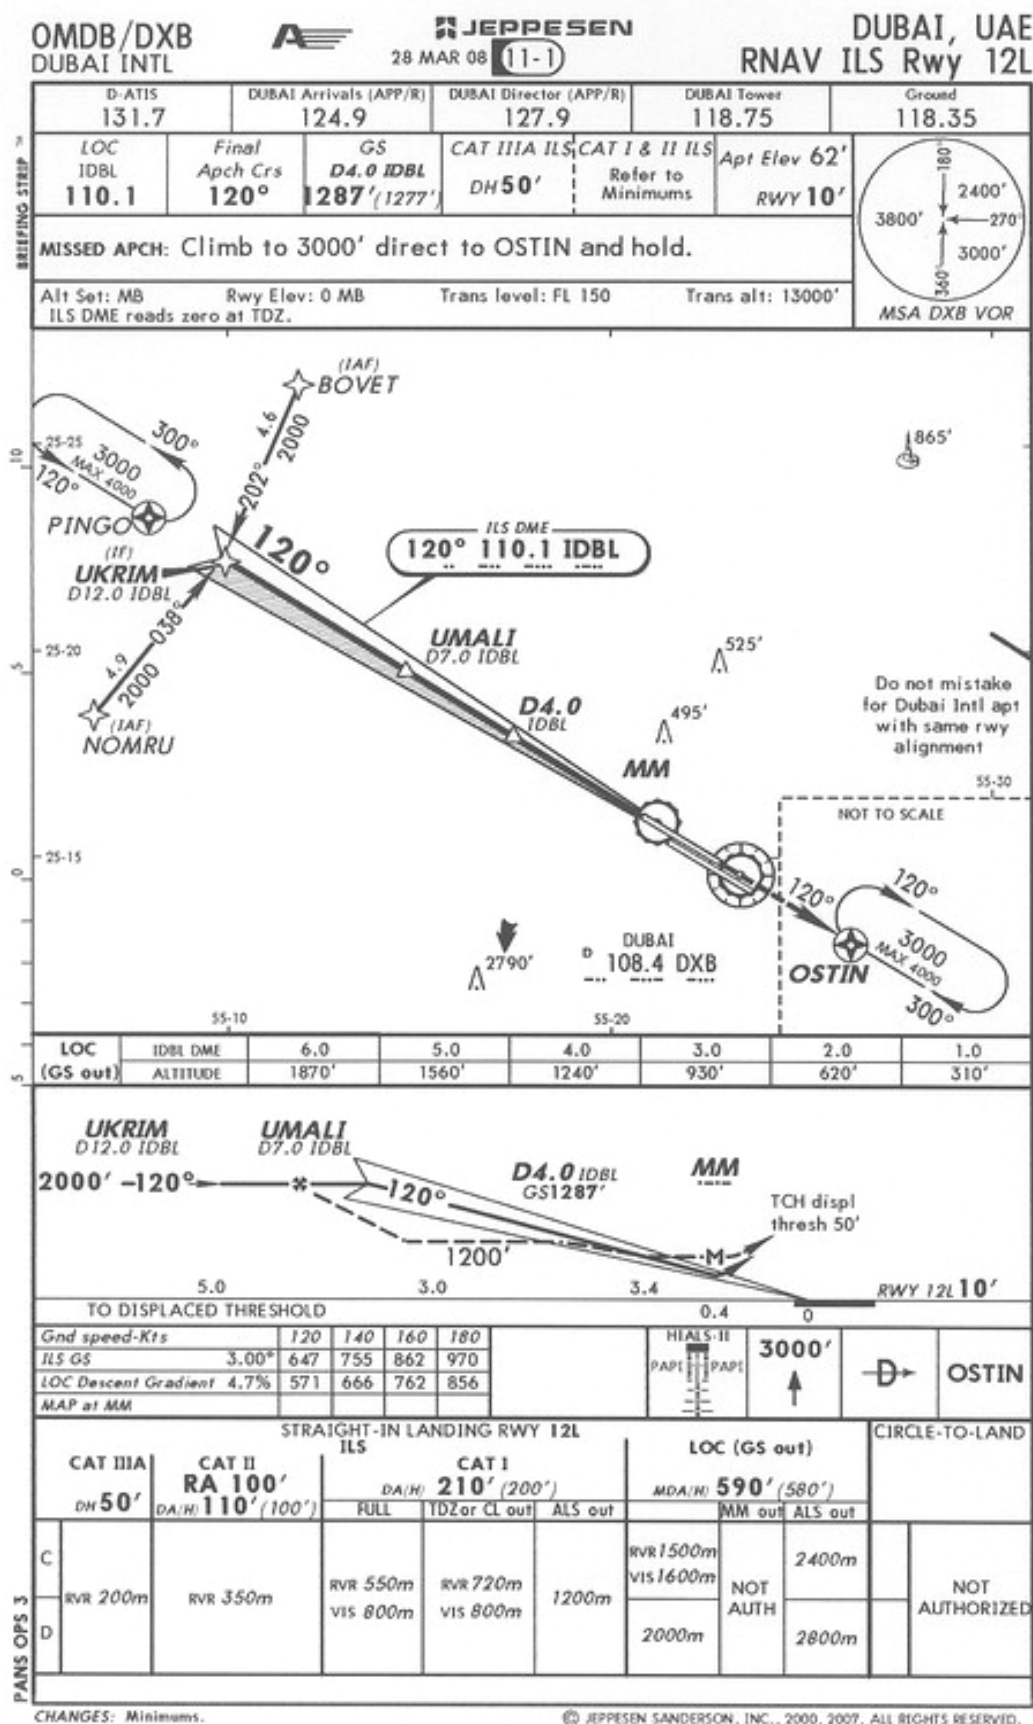 OMDB/DXB
DUBAI INTL
JEPPESEN
28 MAR 08 11-1
DUBAI, UAE
RNAV ILS Rwy 12L
D-ATIS
131.7
DUBAI Arrivals (APP/R)
124.9
DUBAI Director (APP/R)
127.9
DUBAI Tower
118.75
Ground
118.35
BRIEFING STRIP TM
LOC
IDBL
110.1
Final
Apch Crs
120°
GS
D4.0 IDBL
1287' (1277')
CAT IIIA ILS
DH 50'
CAT I & II ILS
Refer to
Minimums
Apt Elev 62'
RWY 10'
180°
2400'
3800'
270°
3000'
360°
MSA DXB VOR
MISSED APCH: Climb to 3000' direct to OSTIN and hold.
Alt Set: MB Rwy Elev: 0 MB Trans level: FL 150 Trans alt: 13000'
ILS DME reads zero at TDZ.
(IAF)
BOVET
4.6
2000
202°
300°
25-25
3000
MAX 4000
120°
PINGO
10
865'
120°
ILS DME
120° 110.1 IDBL
(IF)
UKRIM
D12.0 IDBL
038°
4.9
2000
(IAF)
NOMRU
25-20
5
UMALI
D7.0 IDBL
D4.0
IDBL
525'
495'
MM
Do not mistake
for Dubai Intl apt
with same rwy
alignment
55-30
NOT TO SCALE
25-15
0
120°
120°
3000
MAX 4000
300°
OSTIN
DUBAI
D 108.4 DXB
2790'
55-10
55-20
5
LOC
(GS out)
IDBL DME 6.0 5.0 4.0 3.0 2.0 1.0
ALTITUDE 1870' 1560' 1240' 930' 620' 310'
UKRIM
D12.0 IDBL
UMALI
D7.0 IDBL
D4.0 IDBL
GS1287'
MM
2000' 120°
120°
TCH displ
thresh 50'
1200'
M
5.0 3.0 3.4
RWY 12L 10'
TO DISPLACED THRESHOLD 0.4 0
Gnd speed-Kts 120 140 160 180
ILS GS 3.00° 647 755 862 970
LOC Descent Gradient 4.7% 571 666 762 856
MAP at MM
HIALS-II
PAPI PAPI
3000'
D
OSTIN
STRAIGHT-IN LANDING RWY 12L
ILS
LOC (GS out)
CIRCLE-TO-LAND
CAT IIIA
DH 50'
CAT II
RA 100'
DA(H) 110' (100')
CAT I
DA(H) 210' (200')
MDA(H) 590' (580')
FULL TDZ or CL out ALS out
MM out ALS out
C
D
RVR 200m
RVR 350m
RVR 550m
VIS 800m
RVR 720m
VIS 800m
1200m
RVR 1500m
VIS 1600m
2000m
NOT
AUTH
2400m
2800m
NOT
AUTHORIZED
PANS OPS 3
CHANGES: Minimums.
© JEPPESEN SANDERSON, INC., 2000, 2007. ALL RIGHTS RESERVED.